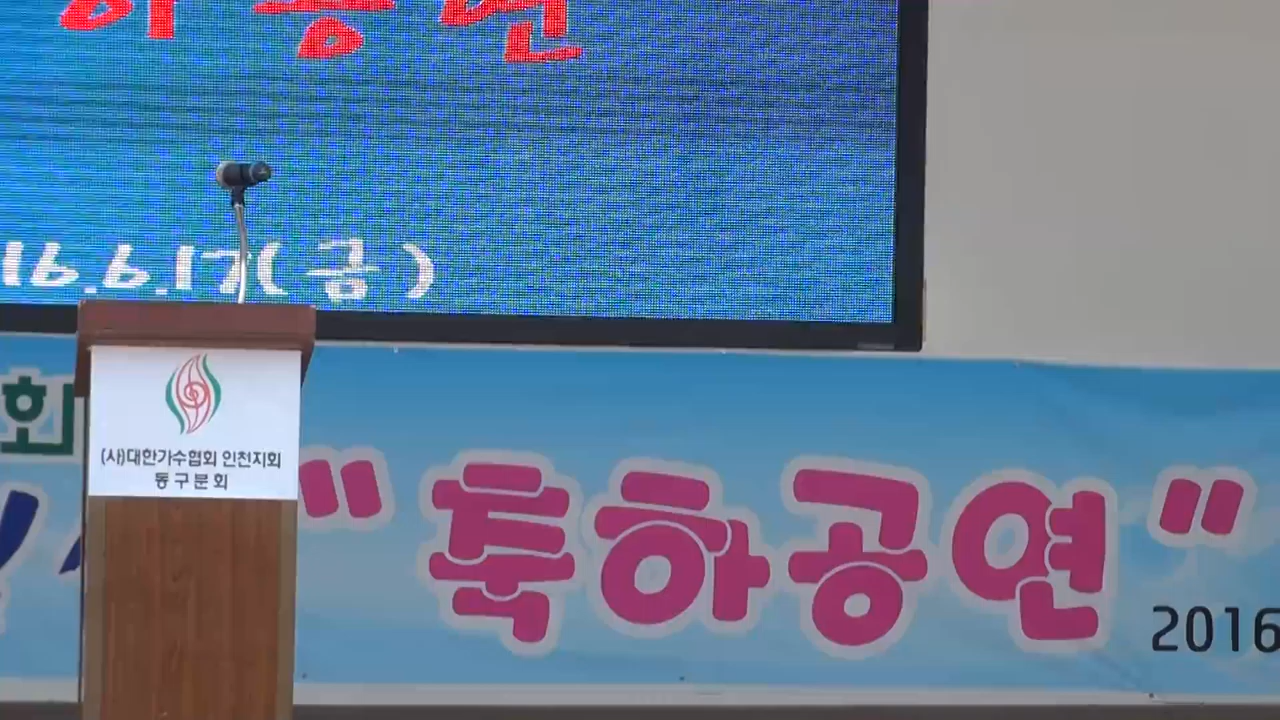 하공연
16.6.17(금)
회
(사)대한가수협회 인천지회
동구분회
"축하공연"
2016